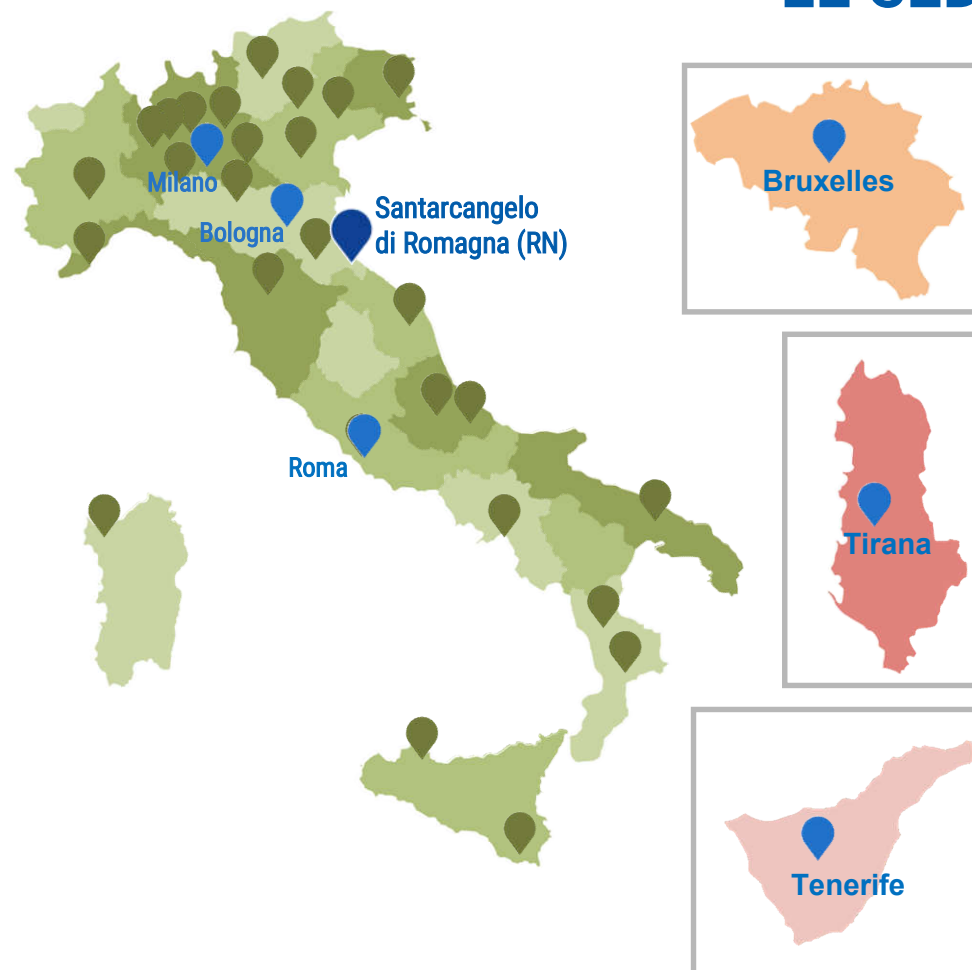 Santarcangelo
di Romagna (RN)
Milano
Bologna
Roma
Bruxelles
Tirana
Tenerife